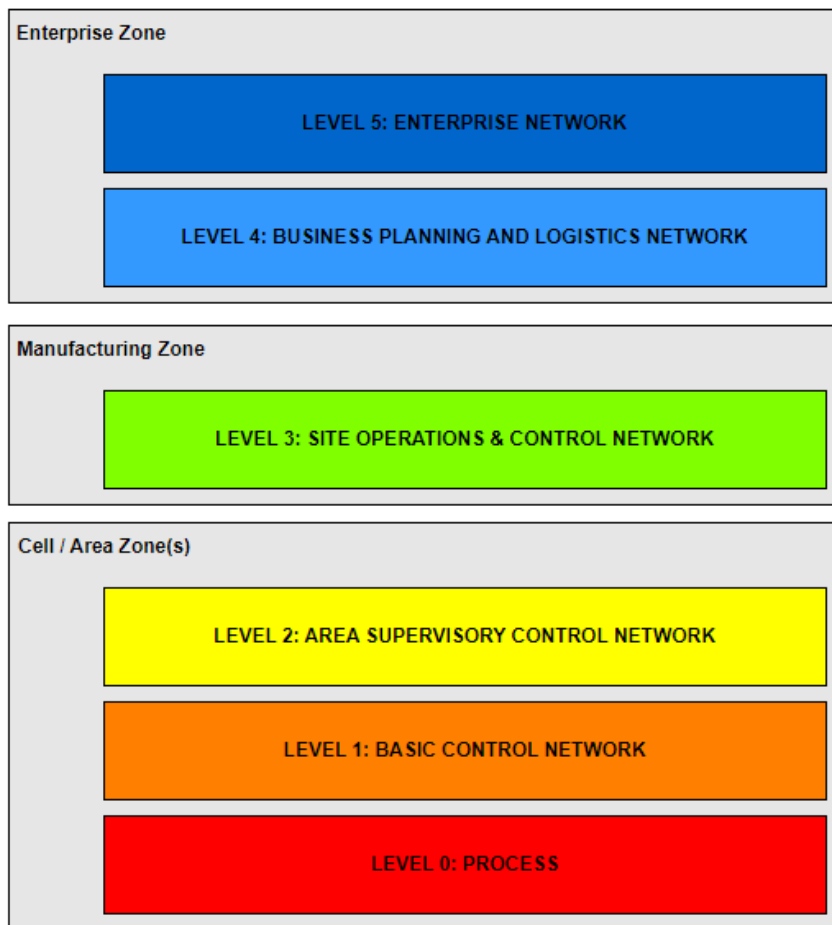 Enterprise Zone
LEVEL 5: ENTERPRISE NETWORK
LEVEL 4: BUSINESS PLANNING AND LOGISTICS NETWORK
Manufacturing Zone
LEVEL 3: SITE OPERATIONS & CONTROL NETWORK
Cell / Area Zone(s)
LEVEL 2: AREA SUPERVISORY CONTROL NETWORK
LEVEL 1: BASIC CONTROL NETWORK
LEVEL 0: PROCESS